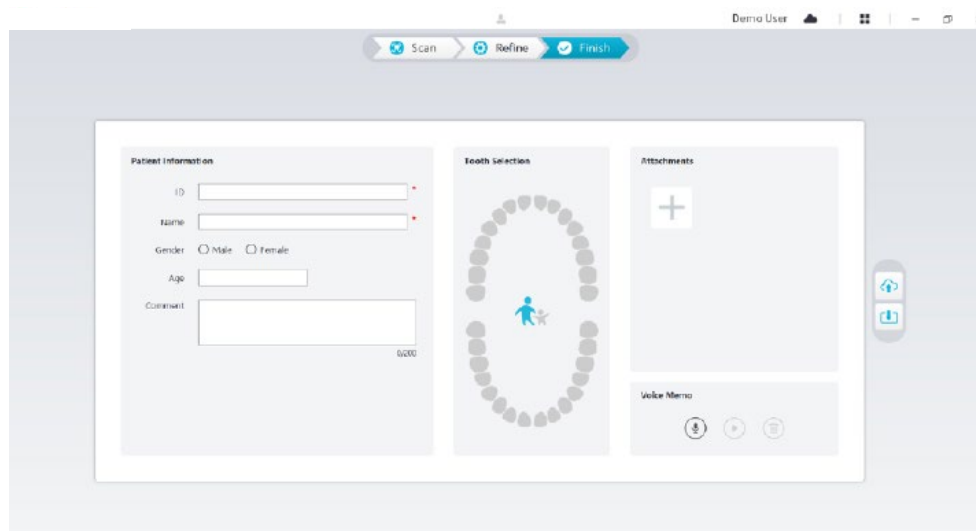 Demo User
Scan
Refine
Finish
Patient Information
ID
Name
Gender
Male
Female
Age
Comment
0/200
Tooth Selection
Attachments
Voice Memo